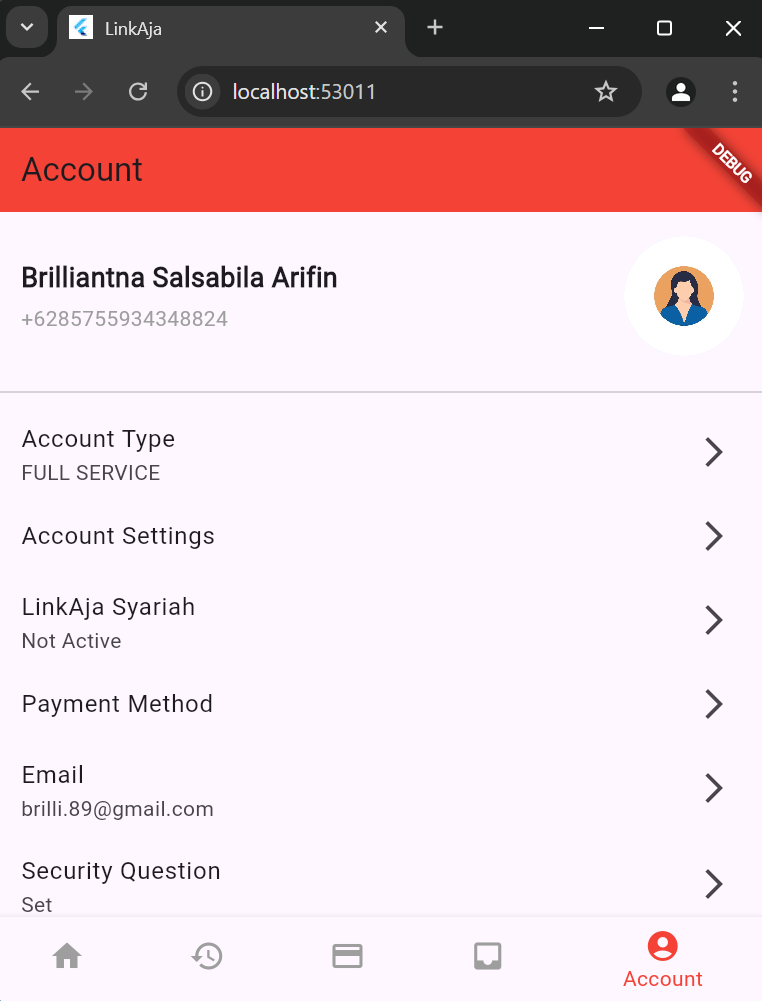 LinkAja
localhost:53011
Account
DEBUG
Brilliantna Salsabila Arifin
+6285755934348824
Account Type
FULL SERVICE
Account Settings
LinkAja Syariah
Not Active
Payment Method
Email
brilli.89@gmail.com
Security Question
Set
Account